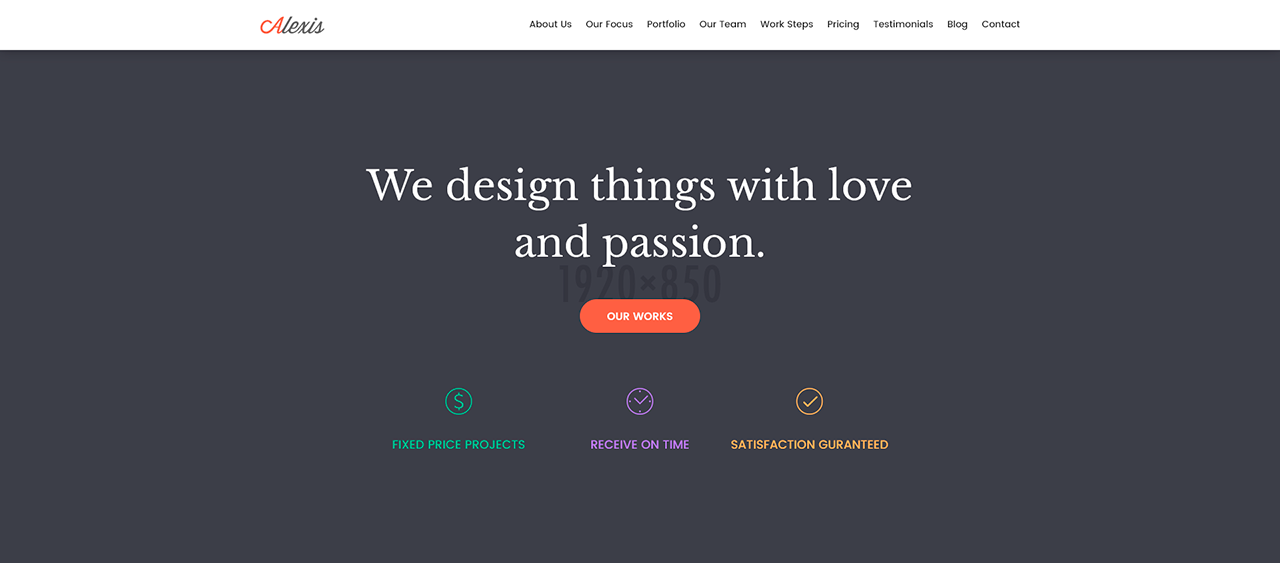 Alexis
About Us Our Focus Portfolio Our Team Work Steps Pricing Testimonials Blog Contact
We design things with love
and passion.
1920×850
OUR WORKS
FIXED PRICE PROJECTS RECEIVE ON TIME SATISFACTION GURANTEED